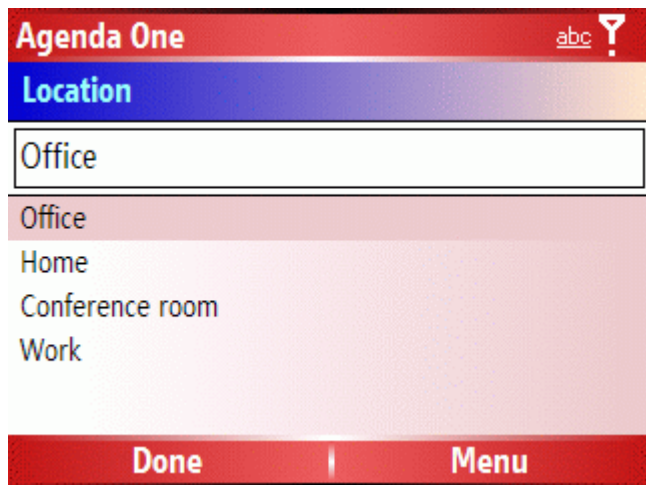 Agenda One abc
Location
Office
Office
Home
Conference room
Work
Done Menu